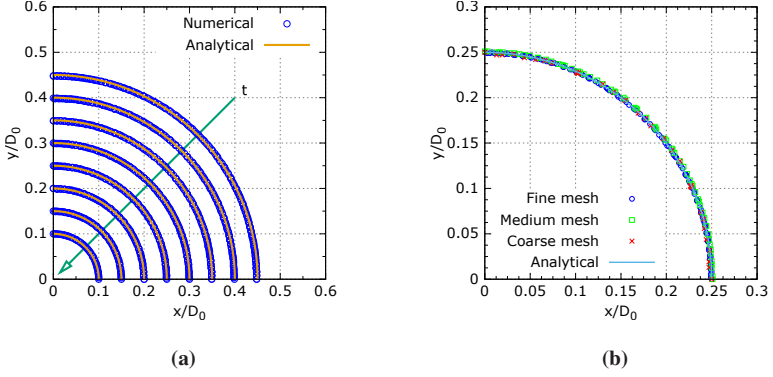 Numerical
Analytical
t
y/D0
0.6
0.5
0.4
0.3
0.2
0.1
0
0 0.1 0.2 0.3 0.4 0.5 0.6
x/D0
(a)
y/D0
0.3
0.25
0.2
0.15
0.1
0.05
0
Fine mesh
Medium mesh
Coarse mesh
Analytical
0 0.05 0.1 0.15 0.2 0.25 0.3
x/D0
(b)